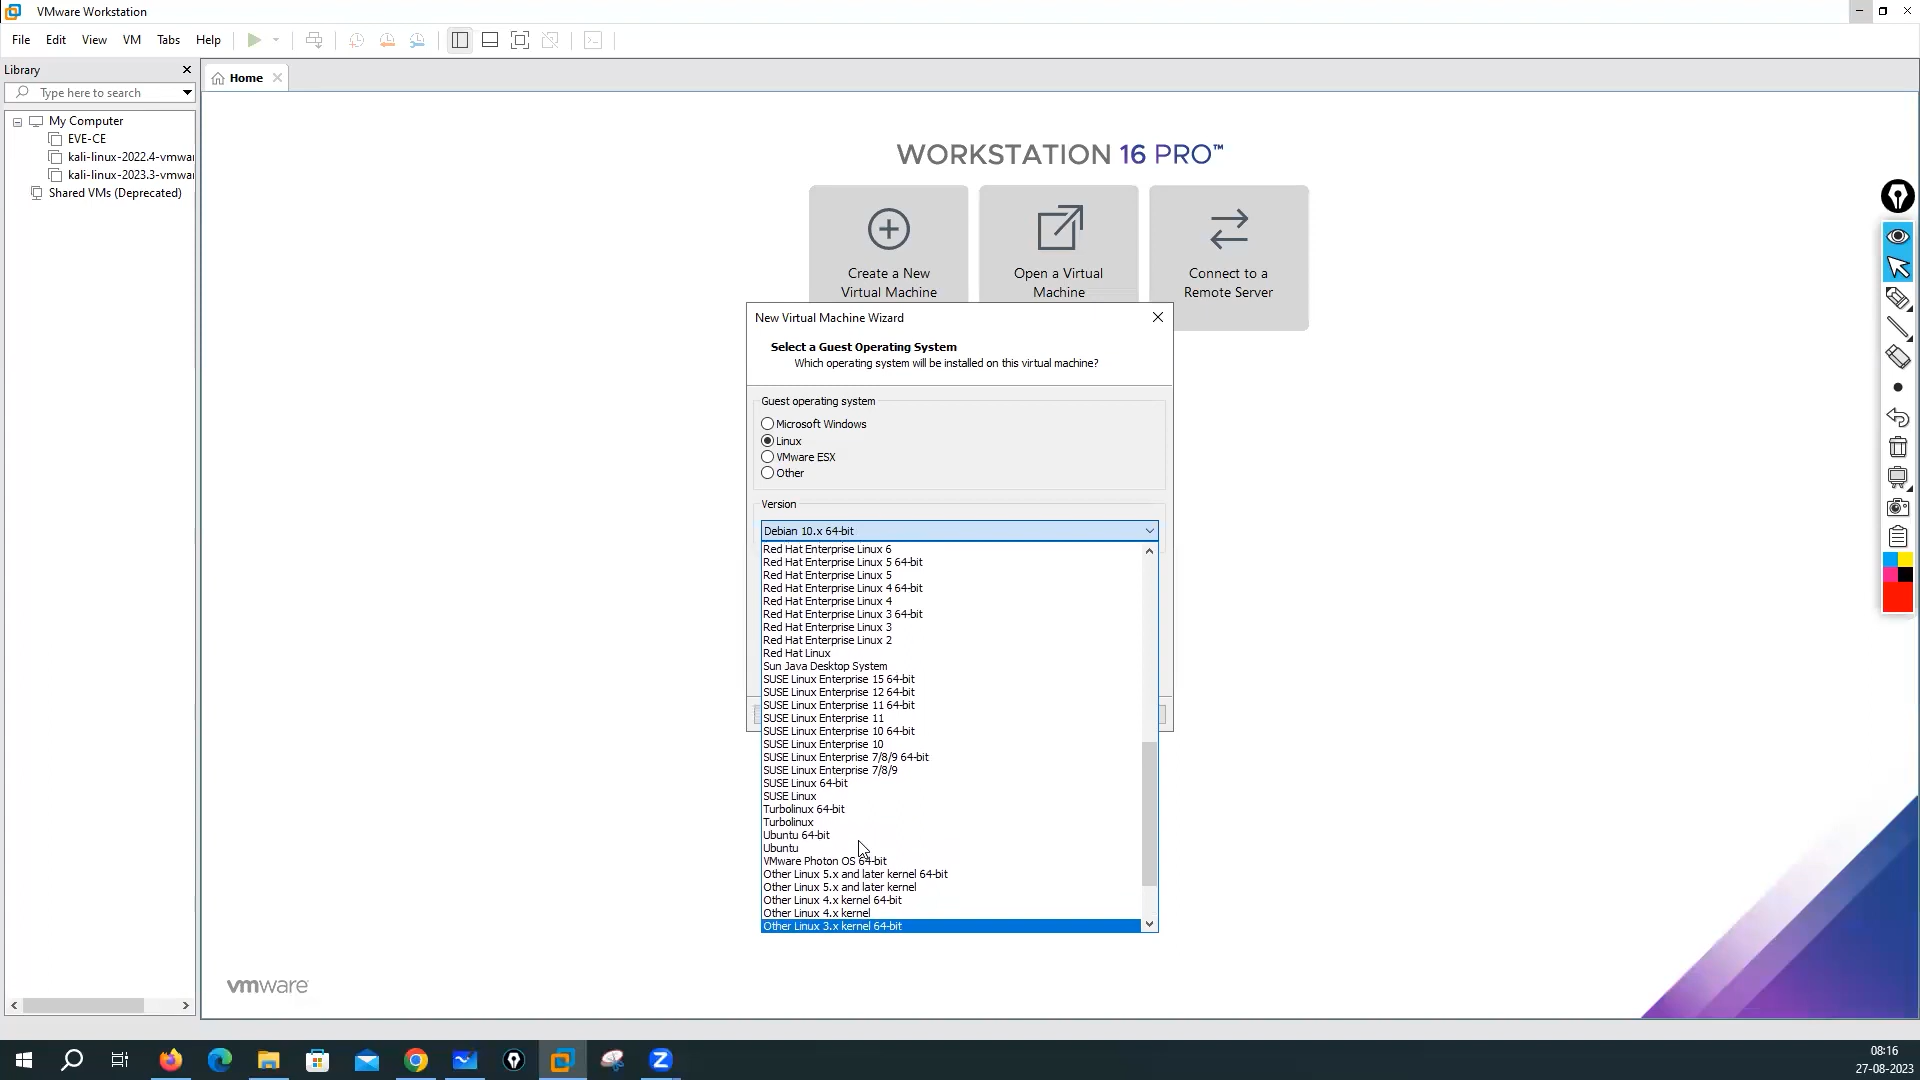 VMware Workstation
File Edit View VM Tabs Help
Library
Home
Type here to search
My Computer
EVE-CE
kali-linux-2022.4-vmwar
kali-linux-2023.3-vmwar
Shared VMs (Deprecated)
WORKSTATION 16 PRO™
Create a New
Virtual Machine
Open a Virtual
Machine
Connect to a
Remote Server
New Virtual Machine Wizard
Select a Guest Operating System
Which operating system will be installed on this virtual machine?
Guest operating system
Microsoft Windows
Linux
VMware ESX
Other
Version
Debian 10.x 64-bit
Red Hat Enterprise Linux 6
Red Hat Enterprise Linux 5 64-bit
Red Hat Enterprise Linux 5
Red Hat Enterprise Linux 4 64-bit
Red Hat Enterprise Linux 4
Red Hat Enterprise Linux 3 64-bit
Red Hat Enterprise Linux 3
Red Hat Enterprise Linux 2
Red Hat Linux
Sun Java Desktop System
SUSE Linux Enterprise 15 64-bit
SUSE Linux Enterprise 12 64-bit
SUSE Linux Enterprise 11 64-bit
SUSE Linux Enterprise 11
SUSE Linux Enterprise 10 64-bit
SUSE Linux Enterprise 10
SUSE Linux Enterprise 7/8/9 64-bit
SUSE Linux Enterprise 7/8/9
SUSE Linux 64-bit
SUSE Linux
Turbolinux 64-bit
Turbolinux
Ubuntu 64-bit
Ubuntu
VMware Photon OS 64-bit
Other Linux 5.x and later kernel 64-bit
Other Linux 5.x and later kernel
Other Linux 4.x kernel 64-bit
Other Linux 4.x kernel
Other Linux 3.x kernel 64-bit
vmware
08:16
27-08-2023